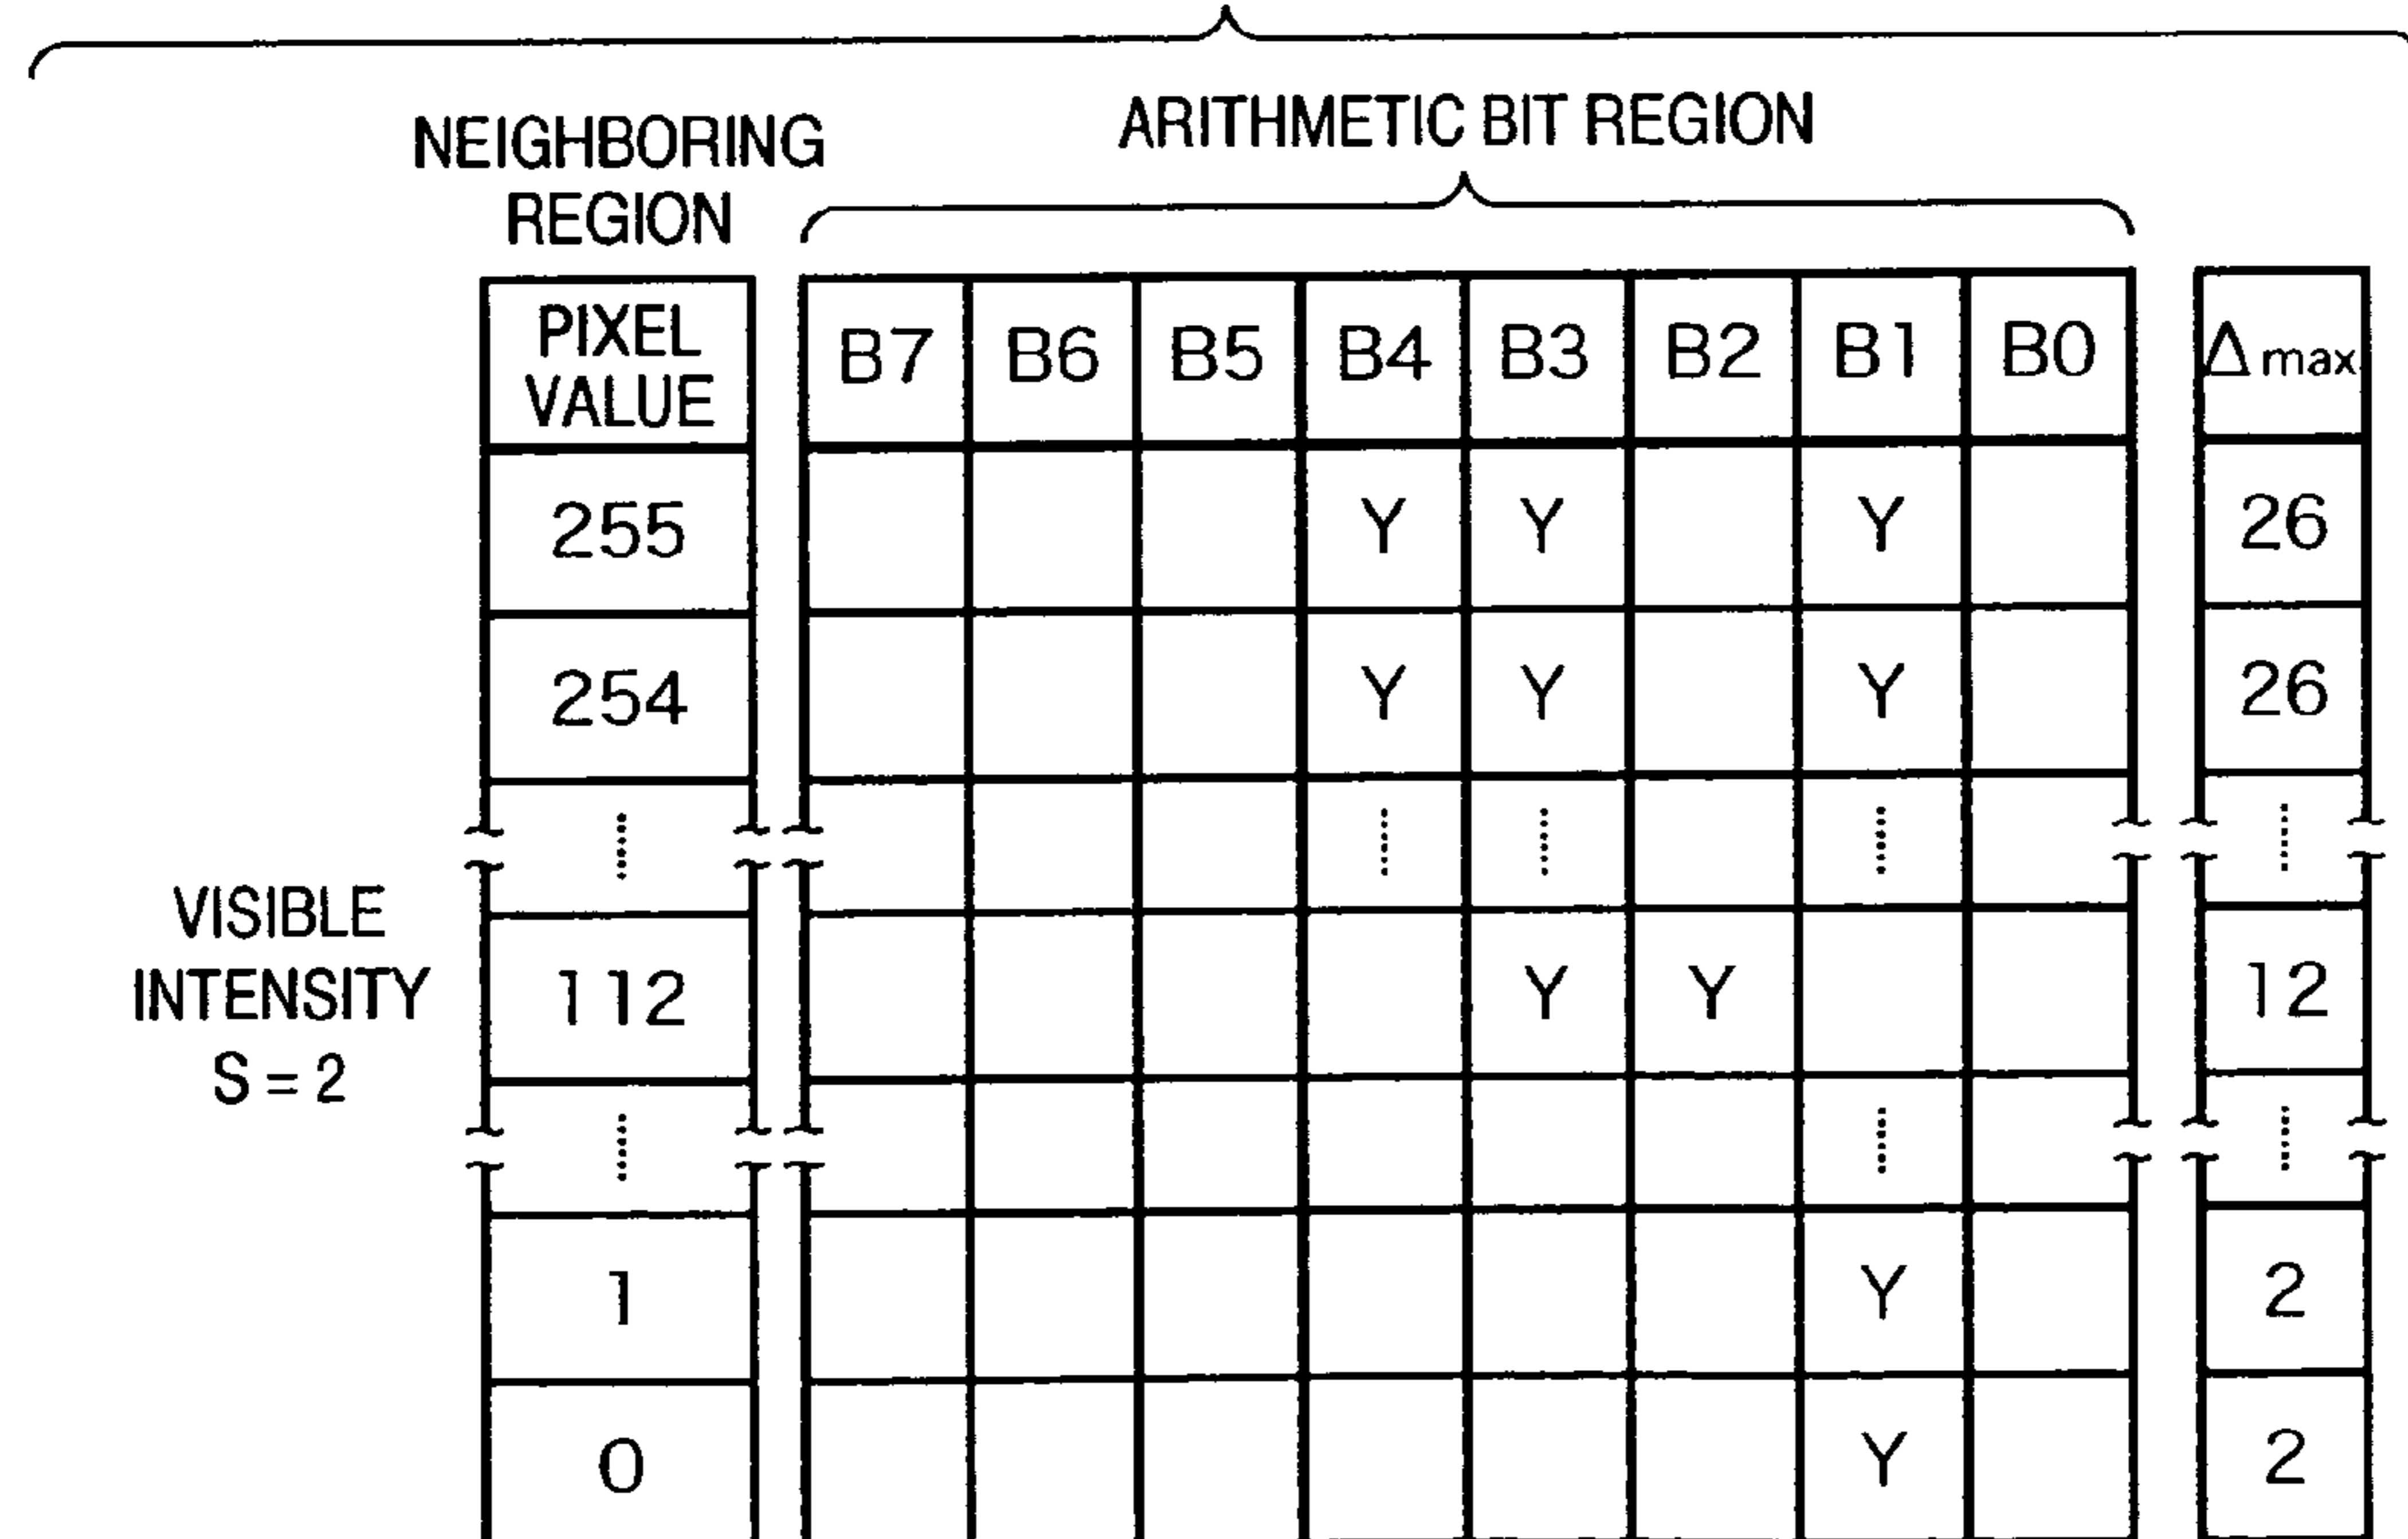 ARITHMETIC BIT REGION
NEIGHBORING
REGION
PIXEL
VALUE
B7 B6 B5 B4 B3 B2 B1 B0 Δmax
255 Y Y Y 26
254 Y Y Y 26
112 Y Y 12
VISIBLE
INTENSITY
S = 2
1 Y 2
0 Y 2